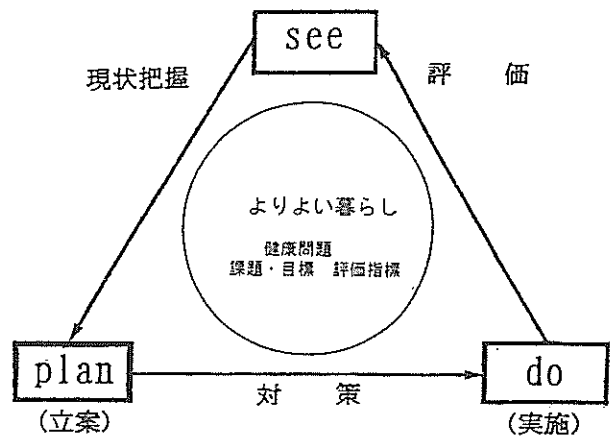 see
現状把握
評 価
よりよい暮らし
健康問題
課題・目標 評価指標
plan
対 策
do
(立案)
(実施)